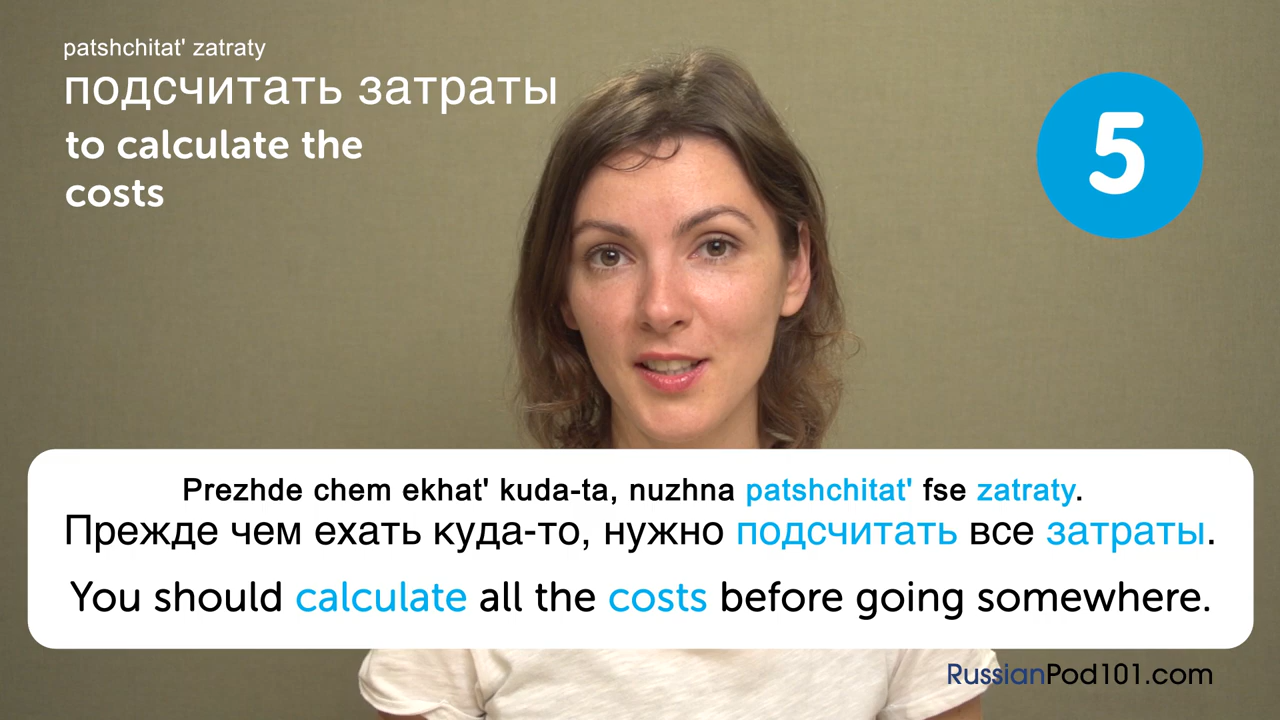 patshchitat' zatraty
подсчитать затраты
to calculate the
costs
5
Prezhde chem ekhat' kuda-ta, nuzhna patshchitat' fse zatraty.
Прежде чем ехать куда-то, нужно подсчитать все затраты.
You should calculate all the costs before going somewhere.
RussianPod101.com